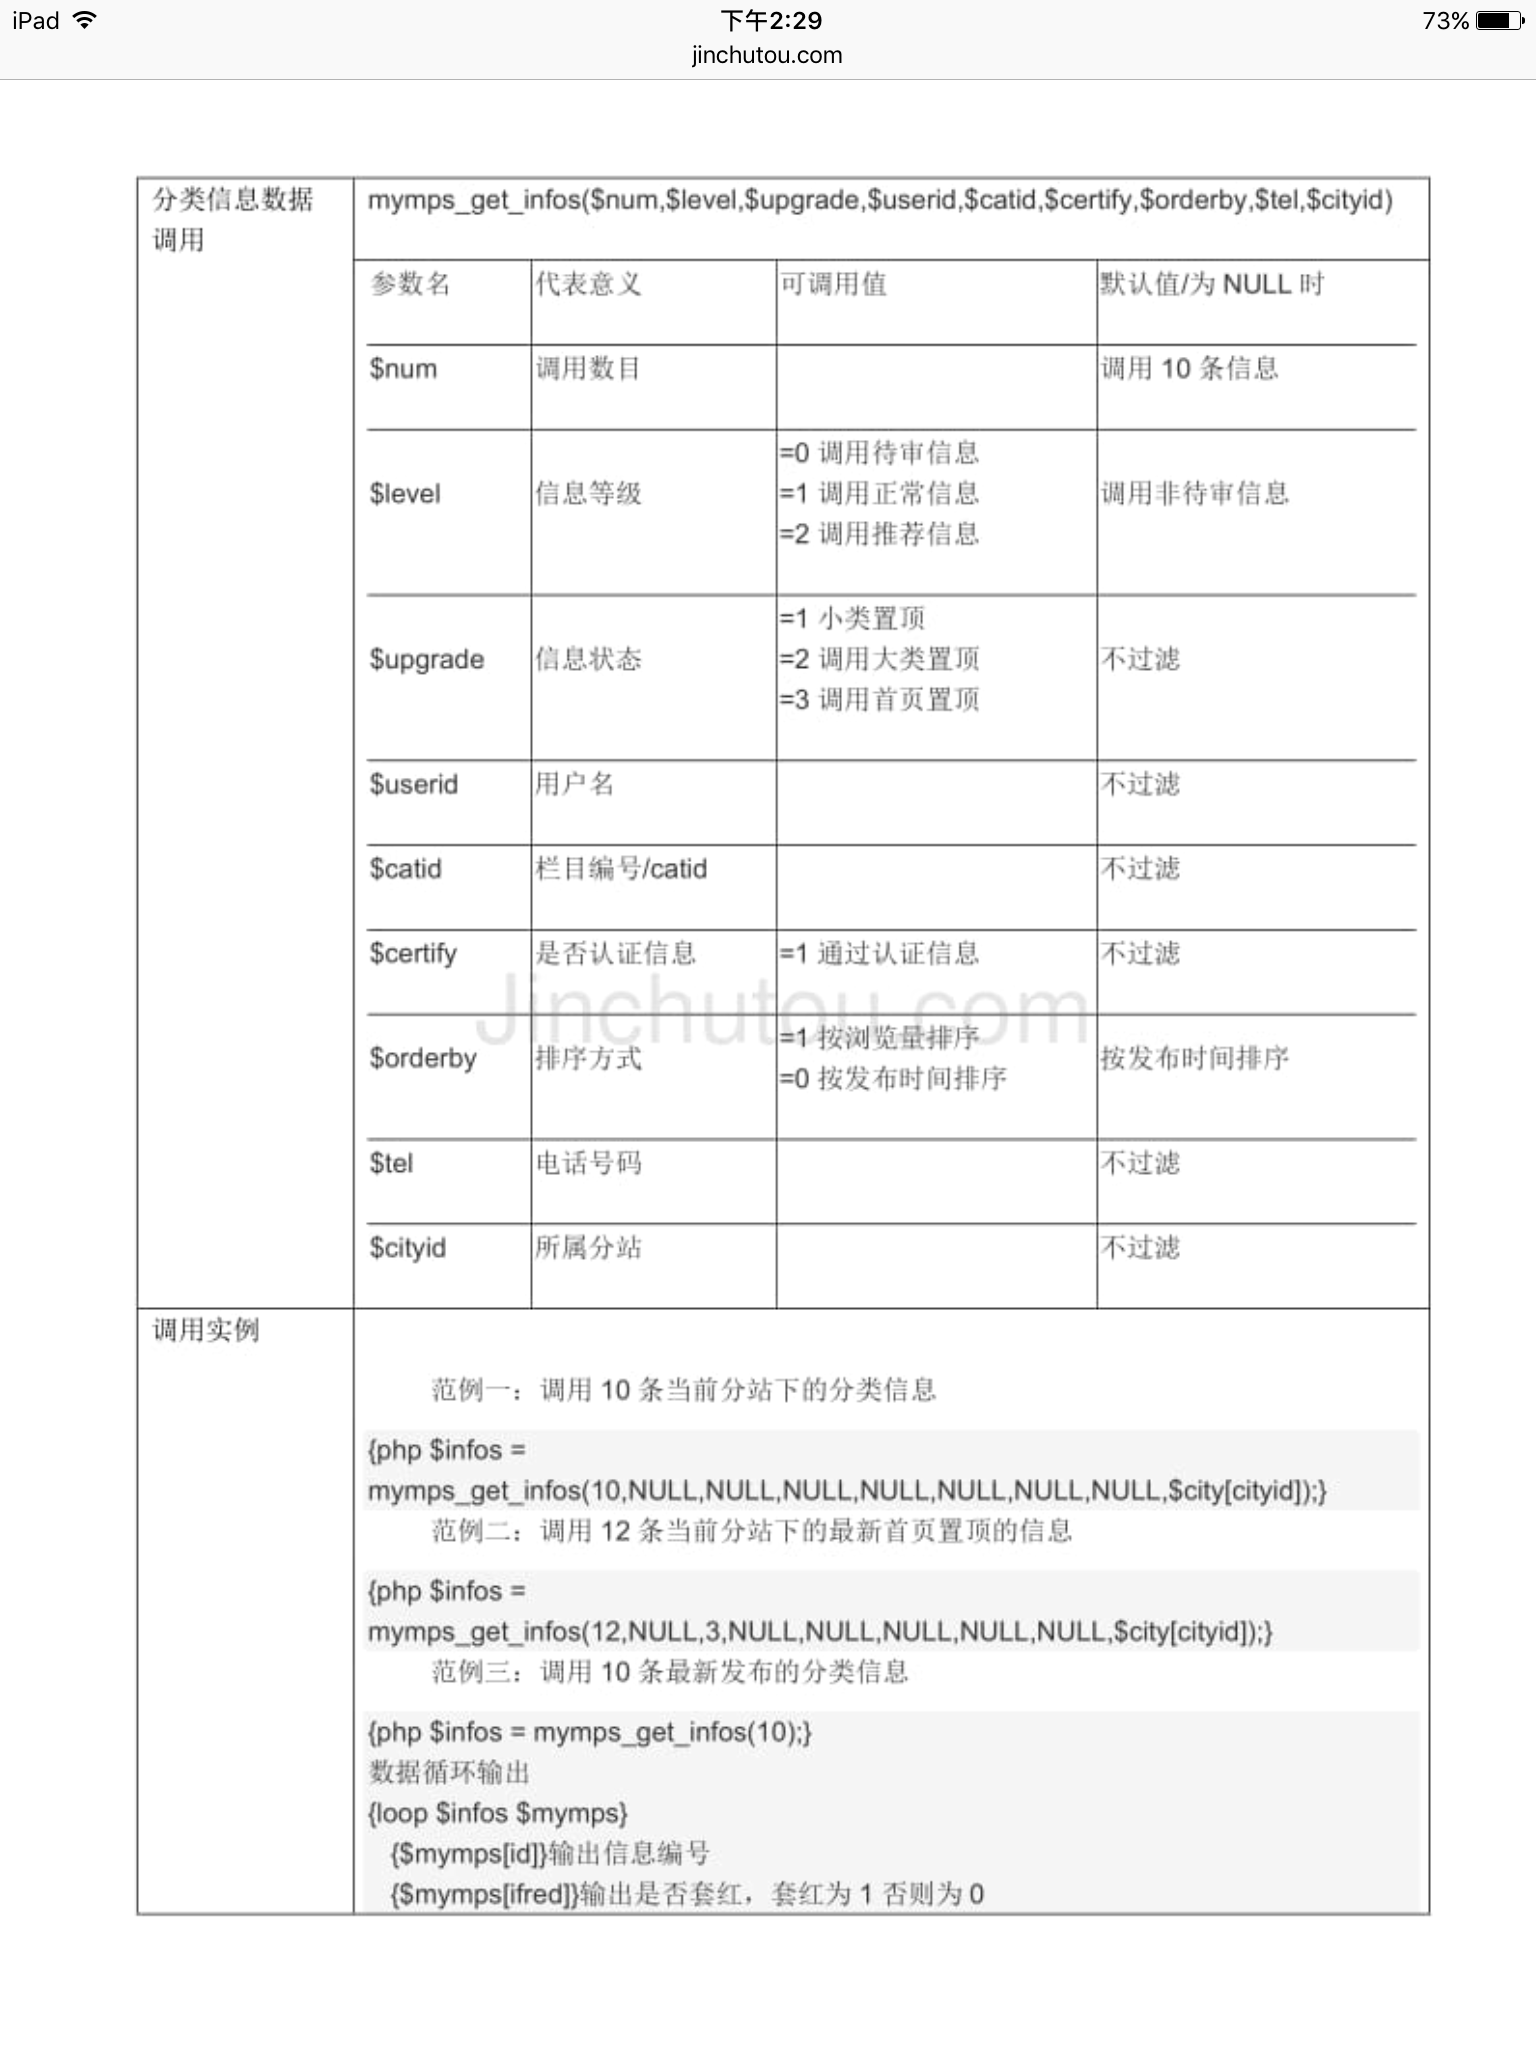 iPad
下午2:29
73%
jinchutou.com
分类信息数据
调用
mymps_get_infos($num,$level,$upgrade,$userid,$catid,$certify,$orderby,$tel,$cityid)
参数名 代表意义 可调用值 默认值/为 NULL 时
$num 调用数目 调用 10 条信息
$level 信息等级
=0 调用待审信息
=1 调用正常信息
=2 调用推荐信息
调用非待审信息
$upgrade 信息状态
=1 小类置顶
=2 调用大类置顶
=3 调用首页置顶
不过滤
$userid 用户名 不过滤
$catid 栏目编号/catid 不过滤
$certify 是否认证信息 =1 通过认证信息 不过滤
Jinchutou.com
$orderby 排序方式
=1 按浏览量排序
=0 按发布时间排序
按发布时间排序
$tel 电话号码 不过滤
$cityid 所属分站 不过滤
调用实例
范例一：调用 10 条当前分站下的分类信息
{php $infos =
mymps_get_infos(10,NULL,NULL,NULL,NULL,NULL,NULL,NULL,$city[cityid]);}
范例二：调用 12 条当前分站下的最新首页置顶的信息
{php $infos =
mymps_get_infos(12,NULL,3,NULL,NULL,NULL,NULL,NULL,$city[cityid]);}
范例三：调用 10 条最新发布的分类信息
{php $infos = mymps_get_infos(10);}
数据循环输出
{loop $infos $mymps}
{$mymps[id]}输出信息编号
{$mymps[ifred]}输出是否套红，套红为 1 否则为 0